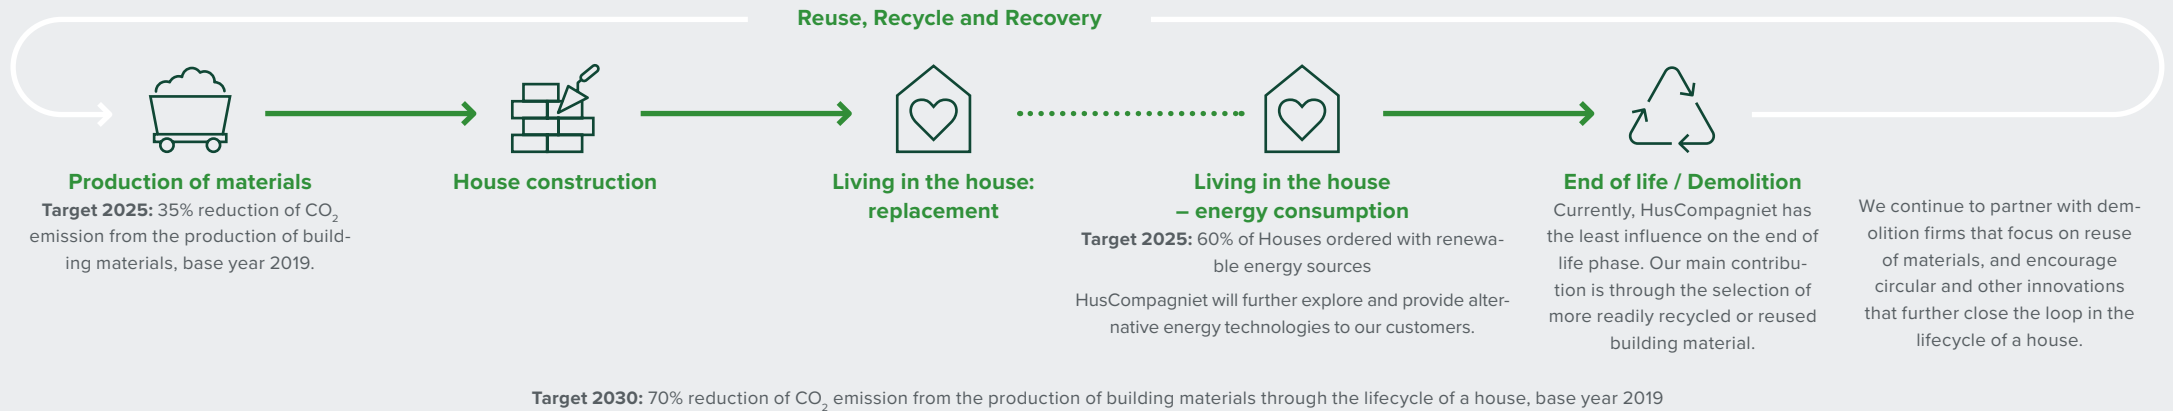 Reuse, Recycle and Recovery
Production of materials
Target 2025: 35% reduction of CO₂
emission from the production of build-
ing materials, base year 2019.
House construction
Living in the house:
replacement
Living in the house
– energy consumption
Target 2025: 60% of Houses ordered with renewa-
ble energy sources
HusCompagniet will further explore and provide alter-
native energy technologies to our customers.
End of life / Demolition
Currently, HusCompagniet has
the least influence on the end of
life phase. Our main contribu-
tion is through the selection of
more readily recycled or reused
building material.
We continue to partner with dem-
olition firms that focus on reuse
of materials, and encourage
circular and other innovations
that further close the loop in the
lifecycle of a house.
Target 2030: 70% reduction of CO₂ emission from the production of building materials through the lifecycle of a house, base year 2019